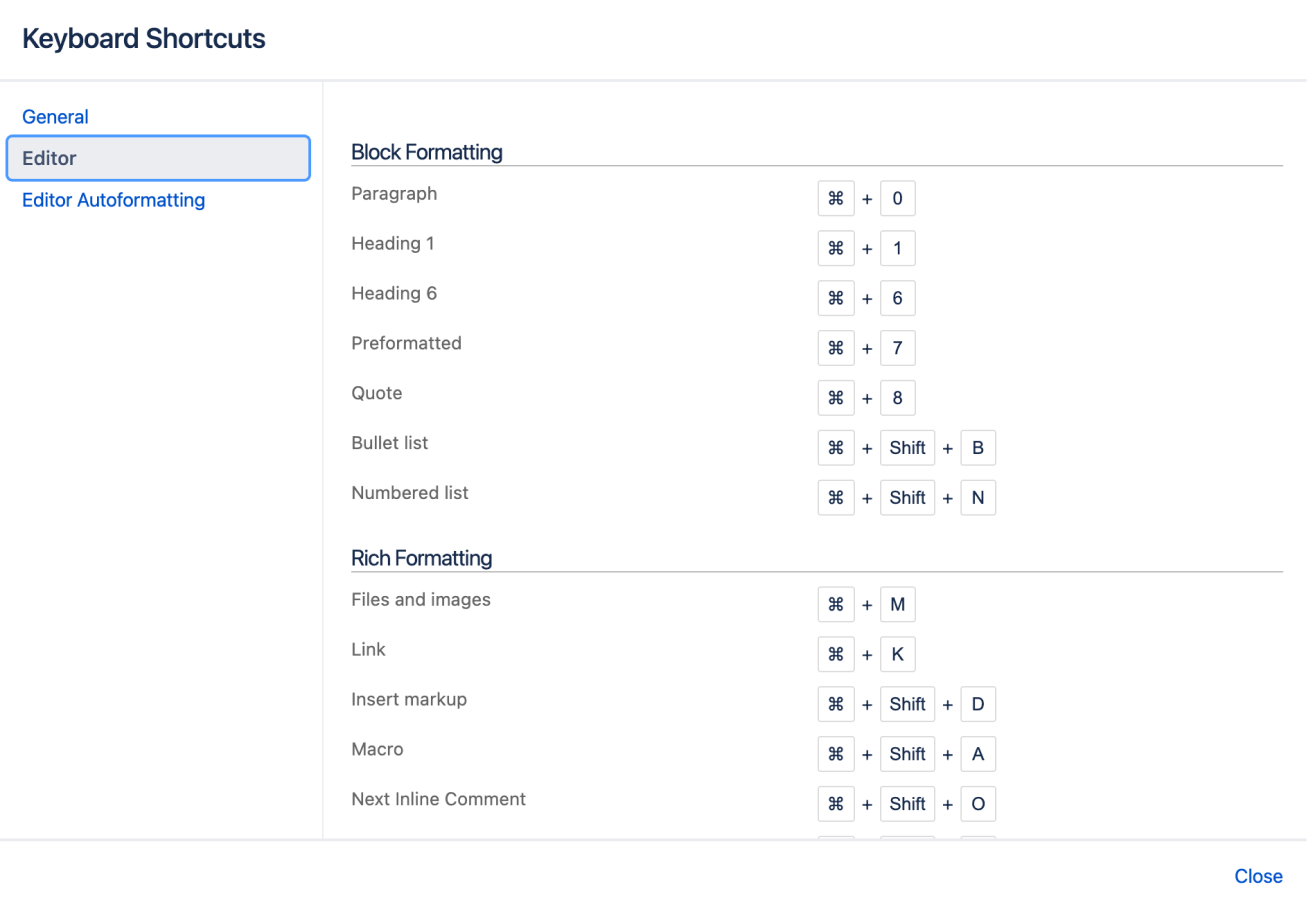 Keyboard Shortcuts
General
Editor
Editor Autoformatting
Block Formatting
Paragraph ⌘ + 0
Heading 1 ⌘ + 1
Heading 6 ⌘ + 6
Preformatted ⌘ + 7
Quote ⌘ + 8
Bullet list ⌘ + Shift + B
Numbered list ⌘ + Shift + N
Rich Formatting
Files and images ⌘ + M
Link ⌘ + K
Insert markup ⌘ + Shift + D
Macro ⌘ + Shift + A
Next Inline Comment ⌘ + Shift + O
Close